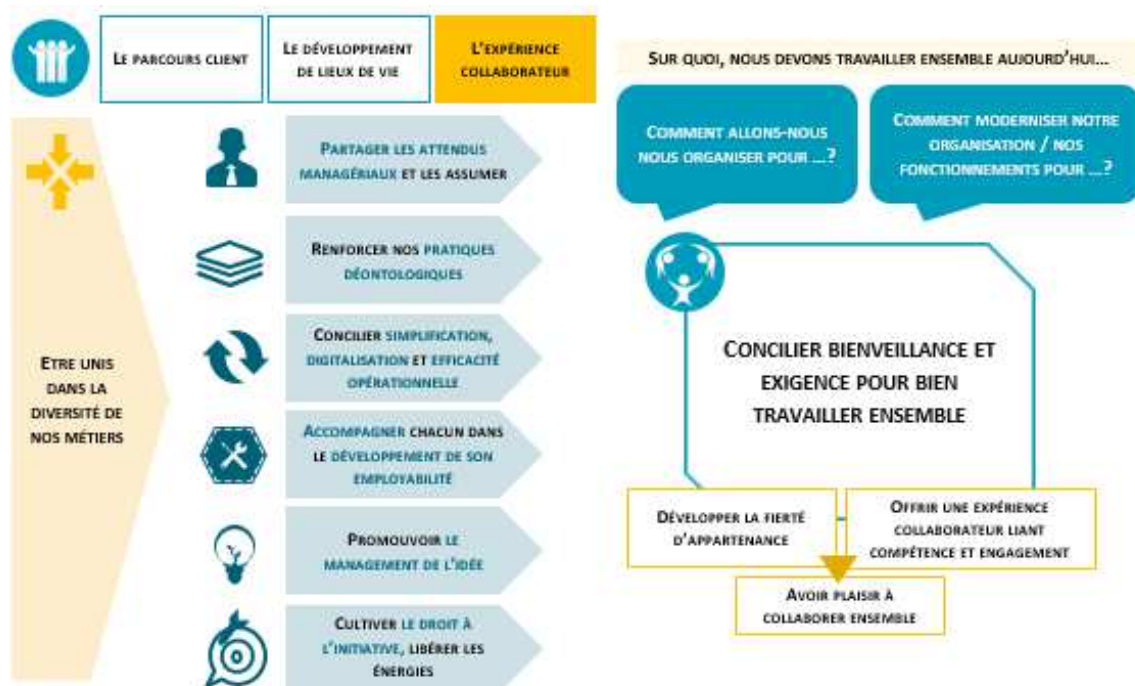 LE PARCOURS CLIENT
LE DÉVELOPPEMENT
DE LIEUX DE VIE
L'EXPÉRIENCE
COLLABORATEUR
ETRE UNIS
DANS LA
DIVERSITÉ DE
NOS MÉTIERS
PARTAGER LES ATTENDUS
MANAGÉRIAUX ET LES ASSUMER
RENFORCER NOS PRATIQUES
DÉONTOLOGIQUES
CONCILIER SIMPLIFICATION,
DIGITALISATION ET EFFICACITÉ
OPÉRATIONNELLE
ACCOMPAGNER CHACUN DANS
LE DÉVELOPPEMENT DE SON
EMPLOYABILITÉ
PROMOUVOIR LE
MANAGEMENT DE L'IDÉE
CULTIVER LE DROIT À
L'INITIATIVE, LIBÉRER LES
ÉNERGIES
SUR QUOI, NOUS DEVONS TRAVAILLER ENSEMBLE AUJOURD'HUI...
COMMENT ALLONS-NOUS
NOUS ORGANISER POUR ...?
COMMENT MODERNISER NOTRE
ORGANISATION / NOS
FONCTIONNEMENTS POUR ...?
CONCILIER BIENVEILLANCE ET
EXIGENCE POUR BIEN
TRAVAILLER ENSEMBLE
DÉVELOPPER LA FIERTÉ
D'APPARTENANCE
OFFRIR UNE EXPÉRIENCE
COLLABORATEUR LIANT
COMPÉTENCE ET ENGAGEMENT
AVOIR PLAISIR À
COLLABORER ENSEMBLE